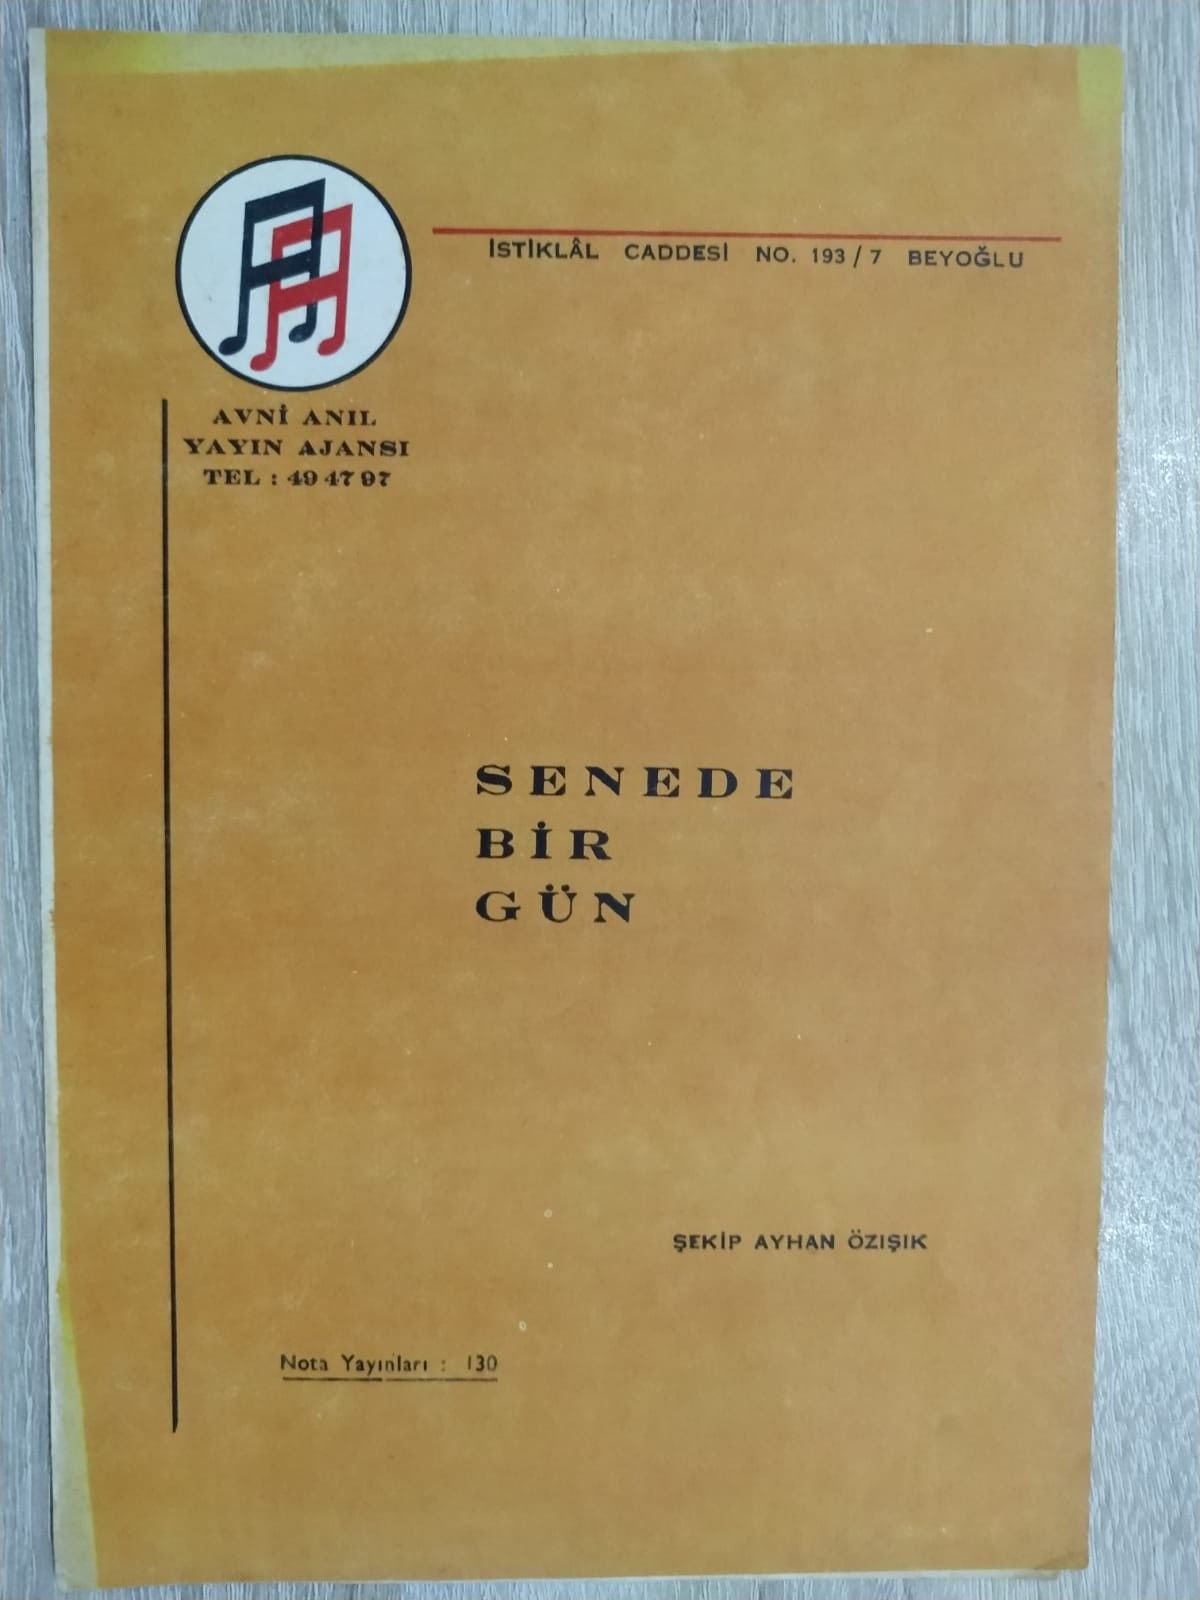 İSTİKLÂL CADDESİ NO. 193/7 BEYOĞLU
AVNİ ANIL
YAYIN AJANSI
TEL : 49 47 97
SENEDE
BİR
GÜN
ŞEKİP AYHAN ÖZIŞIK
Nota Yayınları : 130